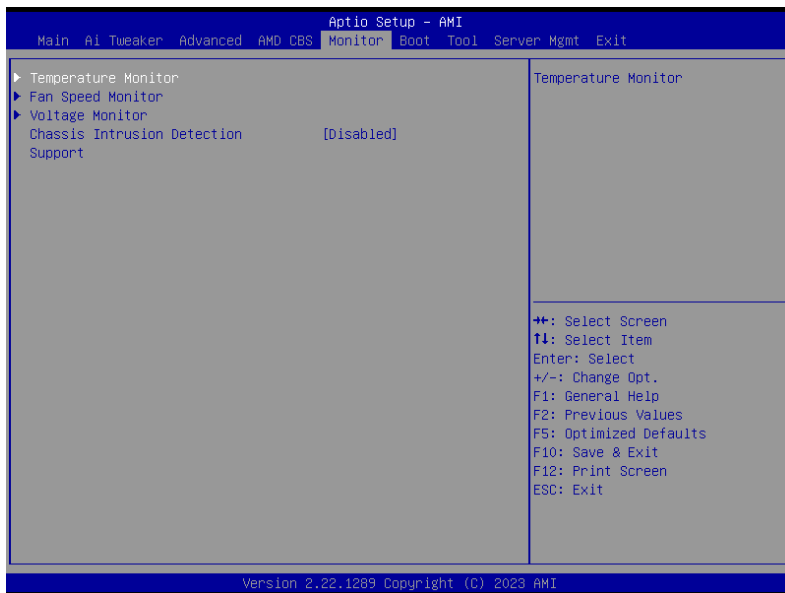 Aptio Setup - AMI
Main Ai Tweaker Advanced AMD CBS Monitor Boot Tool Server Mgmt Exit
Temperature Monitor
Fan Speed Monitor
Voltage Monitor
Chassis Intrusion Detection [Disabled]
Support
Temperature Monitor
→←: Select Screen
↑↓: Select Item
Enter: Select
+/-: Change Opt.
F1: General Help
F2: Previous Values
F5: Optimized Defaults
F10: Save & Exit
F12: Print Screen
ESC: Exit
Version 2.22.1289 Copyright (C) 2023 AMI